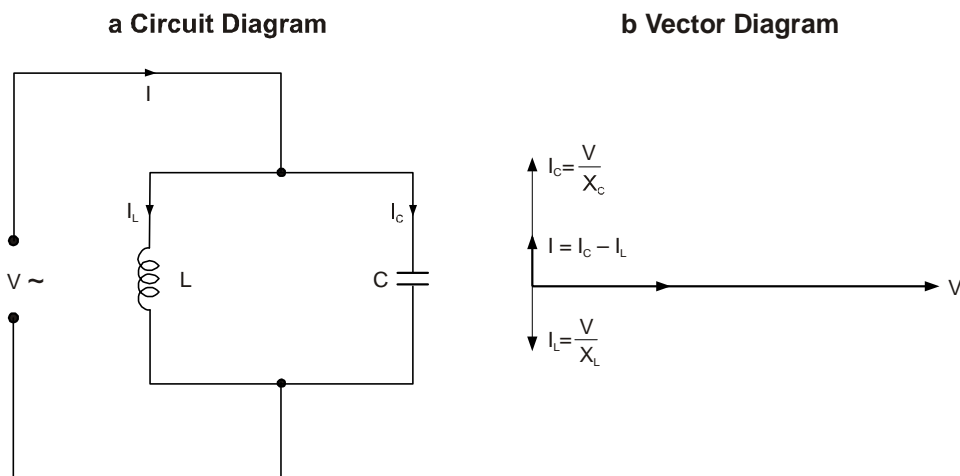 a Circuit Diagram
b Vector Diagram
I
I_L
I_C
V ~
L
C
I_C = V/X_C
I = I_C – I_L
V
I_L = V/X_L